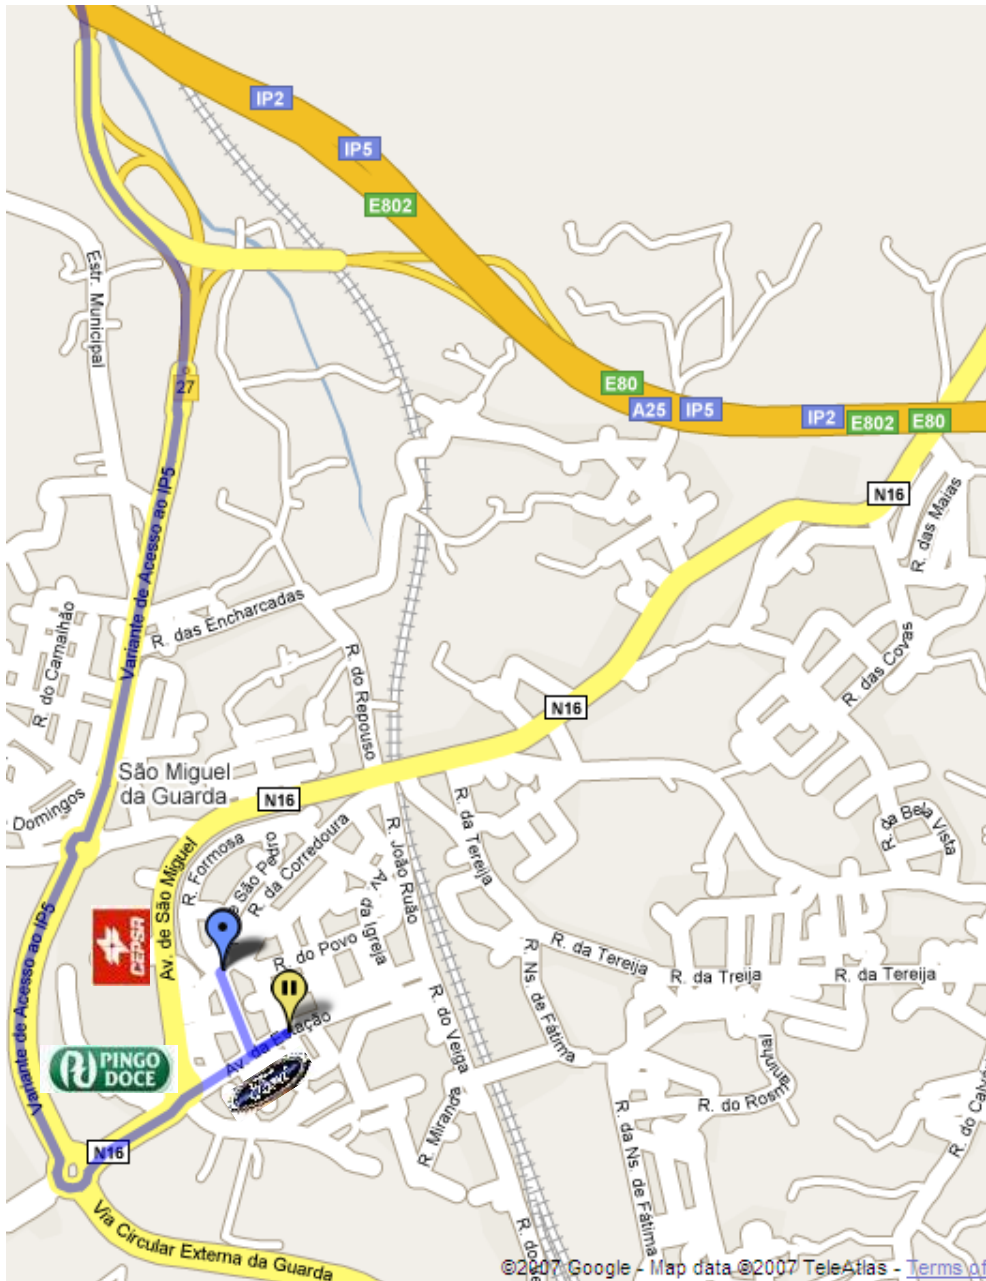 IP2
IP5
E802
Estr. Municipal
E80
A25
IP5
IP2
E802
E80
27
N16
R. das Maias
Variante de Acesso ao IP5
R. das Encharcadas
R. do Carnalhão
R. do Repouso
R. das Covas
N16
São Miguel
da Guarda
N16
Domingos
R. da Tereija
R. da Bela Vista
R. Formosa
R. da Corredoura
R. João Ruão
e São Pedro
Av. de São Miguel
Av. da Igreja
CEPSA
R. do Povo
R. da Tereija
R. da Treija
R. da Tereija
R. Ns. de Fátima
Variante de Acesso ao IP5
R. do Veiga
Av. da Estação
PINGO
DOCE
R. do Rosmaninhal
R. Miranda
R. da Ns. de Fátima
N16
Via Circular Externa da Guarda
©2007 Google - Map data ©2007 TeleAtlas - Terms of